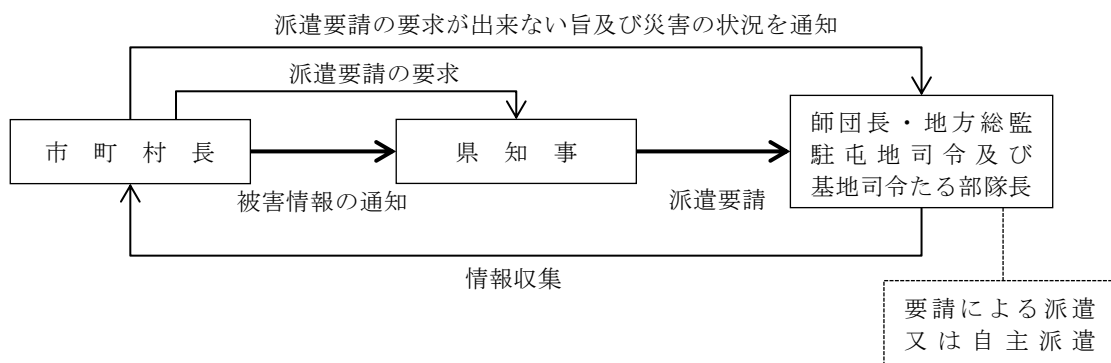 派遣要請の要求が出来ない旨及び災害の状況を通知
派遣要請の要求
市町村長
県知事
師団長・地方総監
駐屯地司令及び
基地司令たる部隊長
被害情報の通知
派遣要請
情報収集
要請による派遣
又は自主派遣